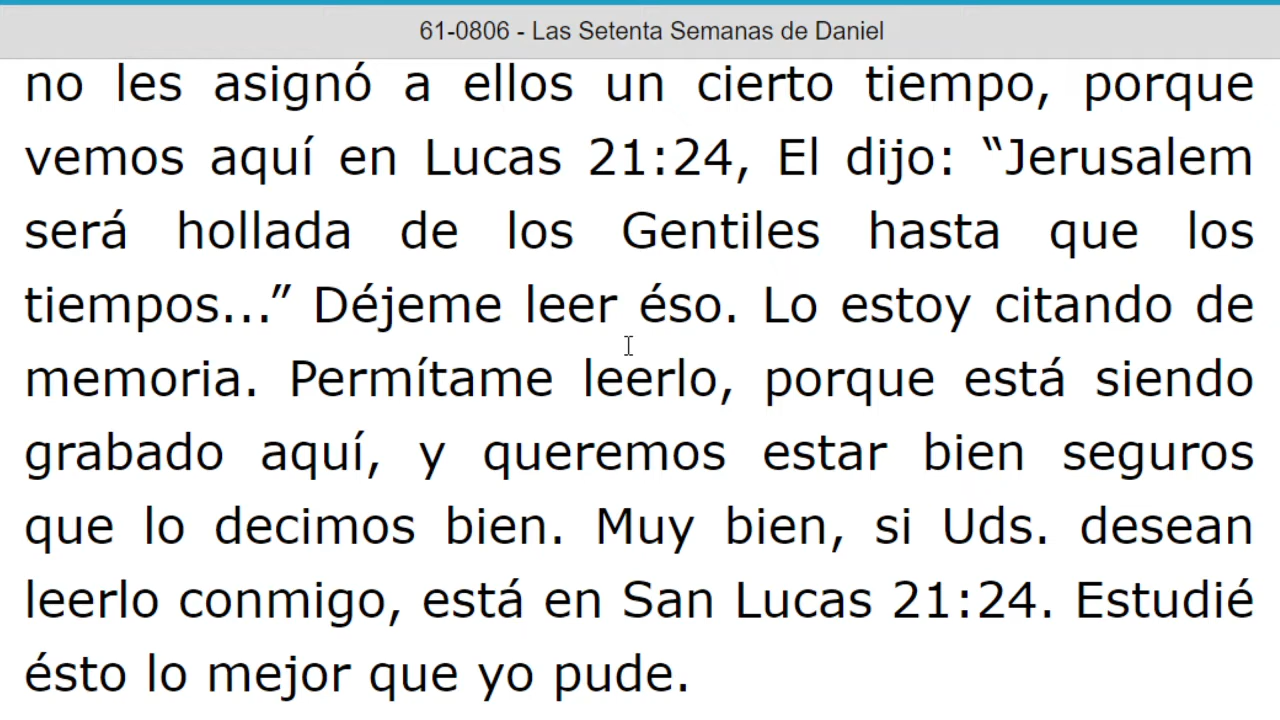 61-0806 - Las Setenta Semanas de Daniel
no les asignó a ellos un cierto tiempo, porque
vemos aquí en Lucas 21:24, El dijo: “Jerusalem
será hollada de los Gentiles hasta que los
tiempos...” Déjeme leer éso. Lo estoy citando de
memoria. Permítame leerlo, porque está siendo
grabado aquí, y queremos estar bien seguros
que lo decimos bien. Muy bien, si Uds. desean
leerlo conmigo, está en San Lucas 21:24. Estudié
ésto lo mejor que yo pude.